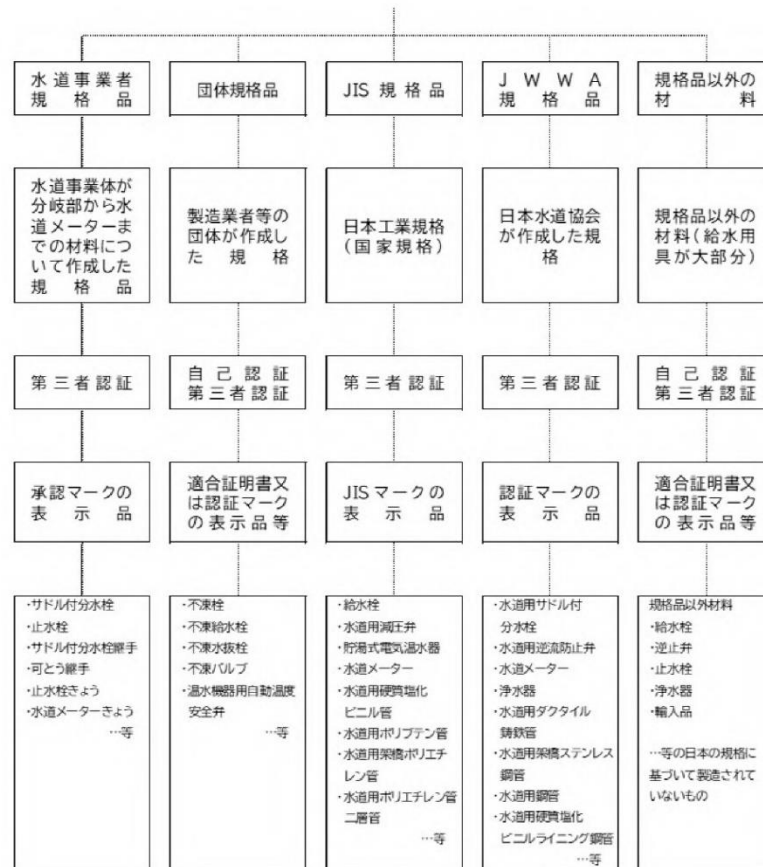 水道事業者
規格品
団体規格品
JIS規格品
JWWA
規格品
規格品以外の
材料
水道事業体が
分岐部から水
道メーターま
での材料につ
いて作成した
規格品
製造業者等の
団体が作成し
た規格
日本工業規格
(国家規格)
日本水道協会
が作成した規
格
規格品以外の
材料(給水用
具が大部分)
第三者認証
自己認証
第三者認証
第三者認証
第三者認証
自己認証
第三者認証
承認マークの
表示品
適合証明書又
は認証マーク
の表示品等
JISマークの
表示品
認証マークの
表示品
適合証明書又
は認証マーク
の表示品等
・サドル付分水栓
・止水栓
・サドル付分水栓継手
・可とう継手
・止水栓きょう
・水道メーターきょう
…等
・不凍栓
・不凍給水栓
・不凍水抜栓
・不凍バルブ
・温水機器用自動温度
安全弁
…等
・給水栓
・水道用減圧弁
・貯湯式電気温水器
・水道メーター
・水道用硬質塩化
ビニル管
・水道用ポリブテン管
・水道用架橋ポリエチ
レン管
・水道用ポリエチレン管
二層管
…等
・水道用サドル付
分水栓
・水道用逆流防止弁
・水道メーター
・浄水器
・水道用ダクタイル
鋳鉄管
・水道用架橋ステンレス
鋼管
・水道用鋼管
・水道用硬質塩化
ビニルライニング鋼管
…等
規格品以外材料
・給水栓
・逆止弁
・止水栓
・浄水器
・輸入品
…等の日本の規格に
基づいて製造されて
いないもの